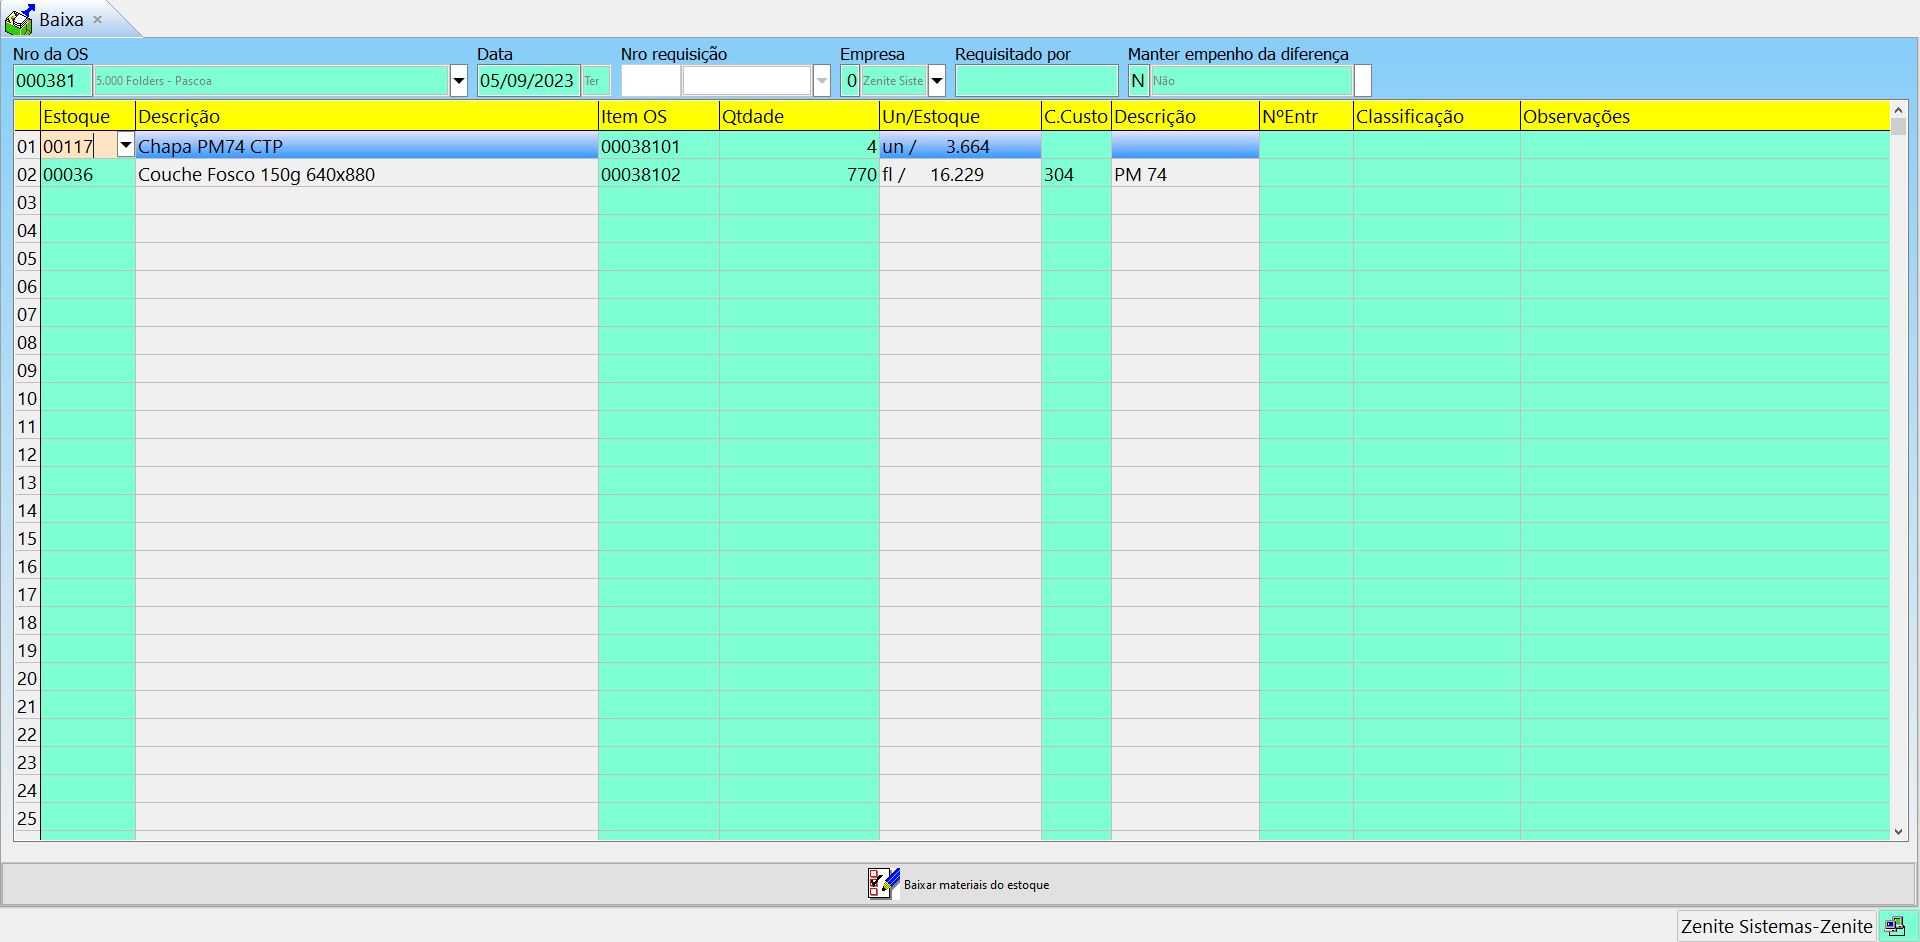 Baixa ×
Nro da OS Data Nro requisição Empresa Requisitado por Manter empenho da diferença
000381 5.000 Folders - Pascoa 05/09/2023 Ter 0 Zenite Siste N Não
Estoque Descrição Item OS Qtdade Un/Estoque C.Custo Descrição NºEntr Classificação Observações
01 00117 Chapa PM74 CTP 00038101 4 un / 3.664
02 00036 Couche Fosco 150g 640x880 00038102 770 fl / 16.229 304 PM 74
03
04
05
06
07
08
09
10
11
12
13
14
15
16
17
18
19
20
21
22
23
24
25
Baixar materiais do estoque
Zenite Sistemas-Zenite